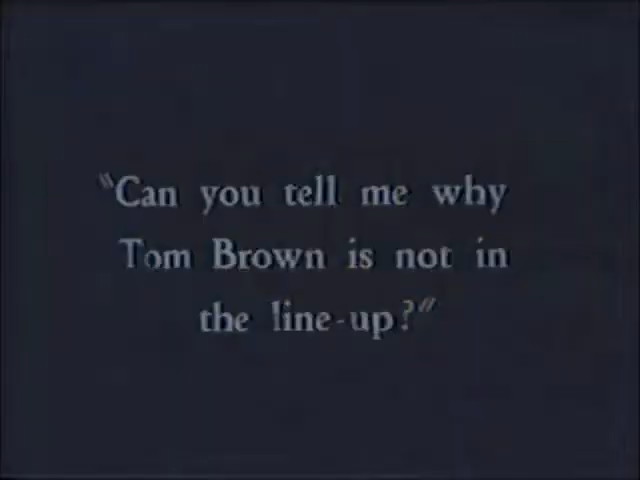 "Can you tell me why
Tom Brown is not in
the line-up?"